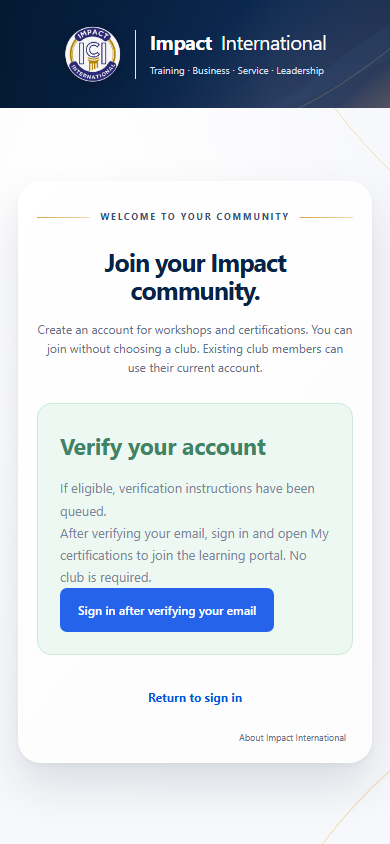 IMPACT
ICI
INTERNATIONAL
Impact International
Training · Business · Service · Leadership
WELCOME TO YOUR COMMUNITY
Join your Impact
community.
Create an account for workshops and certifications. You can
join without choosing a club. Existing club members can
use their current account.
Verify your account
If eligible, verification instructions have been
queued.
After verifying your email, sign in and open My
certifications to join the learning portal. No
club is required.
Sign in after verifying your email
Return to sign in
About Impact International